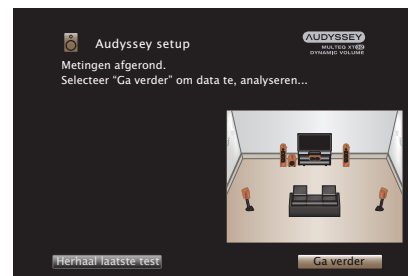 Audyssey setup
AUDYSSEY
MULTEQ XT32
DYNAMIC VOLUME
Metingen afgerond.
Selecteer “Ga verder” om data te, analyseren...
Herhaal laatste test
Ga verder